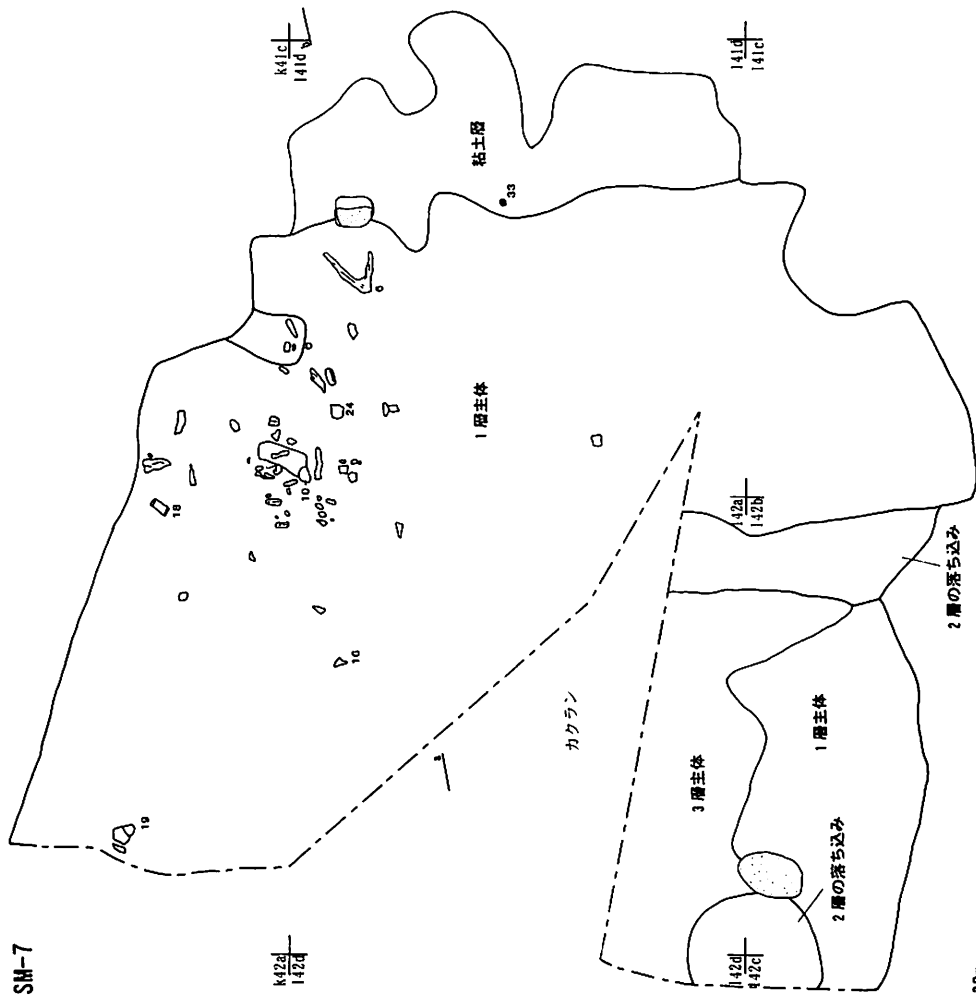 SM-7
k41c
141d
粘土層
33
24
1層主体
10
18
10
19
カクラン
142a
142b
141d
141c
2層の落ち込み
3層主体
1層主体
2層の落ち込み
k42a
142d
142d
142c
a